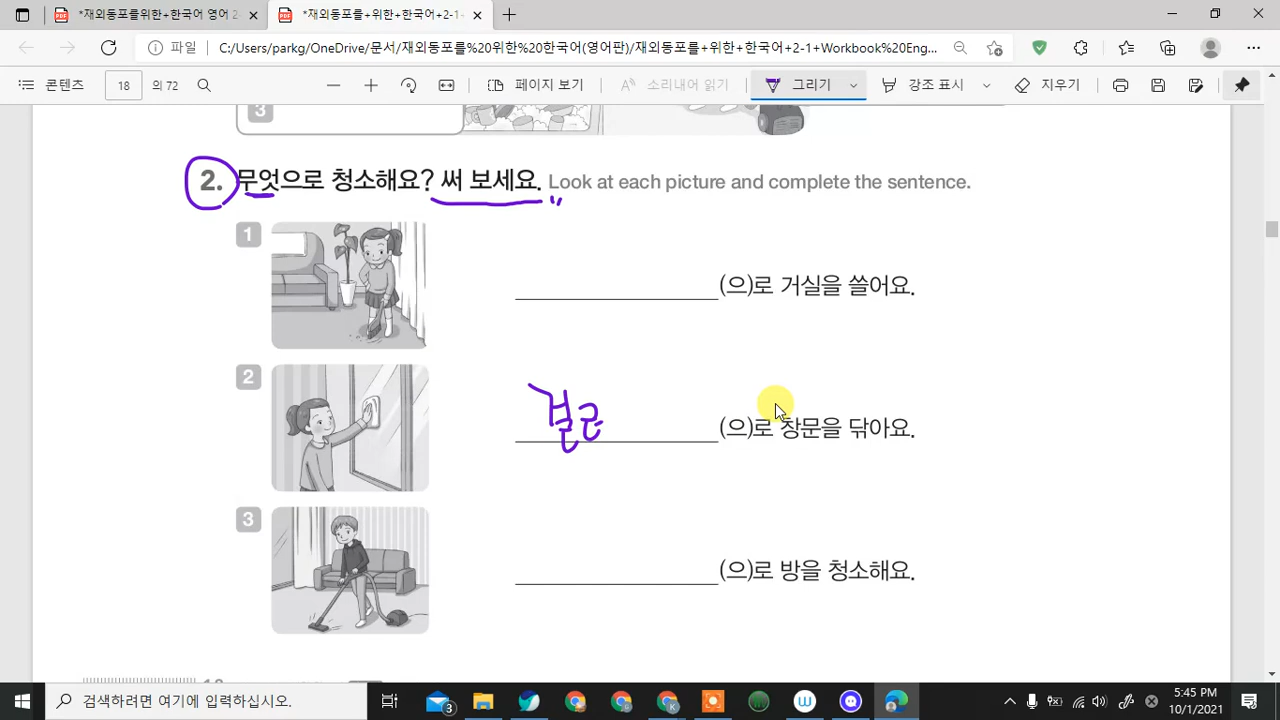 *재외동포를위한+한국어 영어 2
*재외동포를+위한+한국어+2-1-
파일
C:/Users/parkg/OneDrive/문서/재외동포를%20위한%20한국어(영어판)/재외동포를+위한+한국어+2-1+Workbook%20Eng...
콘텐츠 18 의 72 페이지 보기 소리내어 읽기 그리기 강조 표시 지우기
3
2. 무엇으로 청소해요? 써 보세요. Look at each picture and complete the sentence.
1 (으)로 거실을 쓸어요.
2 걸레 (으)로 창문을 닦아요.
3 (으)로 방을 청소해요.
검색하려면 여기에 입력하십시오.
3
5:45 PM
10/1/2021